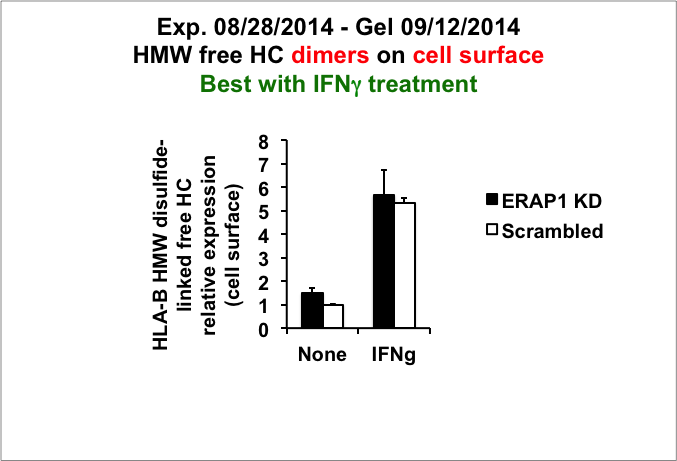 Exp. 08/28/2014 - Gel 09/12/2014
HMW free HC dimers on cell surface
Best with IFNγ treatment
HLA-B HMW disulfide-
linked free HC
relative expression
(cell surface)
8
7
6
5
4
3
2
1
0
None
IFNg
ERAP1 KD
Scrambled